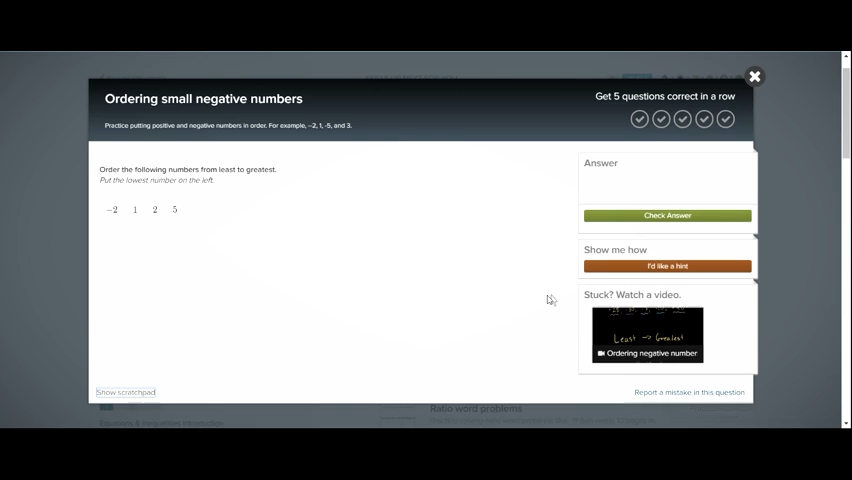 Ordering small negative numbers
Get 5 questions correct in a row
Practice putting positive and negative numbers in order. For example, -2, 1, -5, and 3.
Order the following numbers from least to greatest.
Put the lowest number on the left.
−2 1 2 5
Answer
Check Answer
Show me how
I'd like a hint
Stuck? Watch a video.
Least → Greatest
Ordering negative number
Show scratchpad
Report a mistake in this question
Ratio word problems
Equations & inequalities introduction